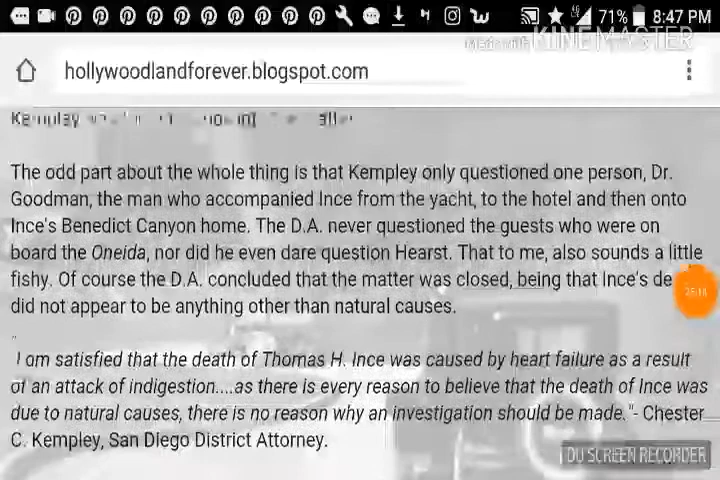 71% 8:47 PM
Made with KINEMASTER
hollywoodlandforever.blogspot.com
Kempley
The odd part about the whole thing is that Kempley only questioned one person, Dr.
Goodman, the man who accompanied Ince from the yacht, to the hotel and then onto
Ince's Benedict Canyon home. The D.A. never questioned the guests who were on
board the Oneida, nor did he even dare question Hearst. That to me, also sounds a little
fishy. Of course the D.A. concluded that the matter was closed, being that Ince's de
did not appear to be anything other than natural causes.
"
I am satisfied that the death of Thomas H. Ince was caused by heart failure as a result
of an attack of indigestion....as there is every reason to believe that the death of Ince was
due to natural causes, there is no reason why an investigation should be made."- Chester
C. Kempley, San Diego District Attorney.
DU SCREEN RECORDER